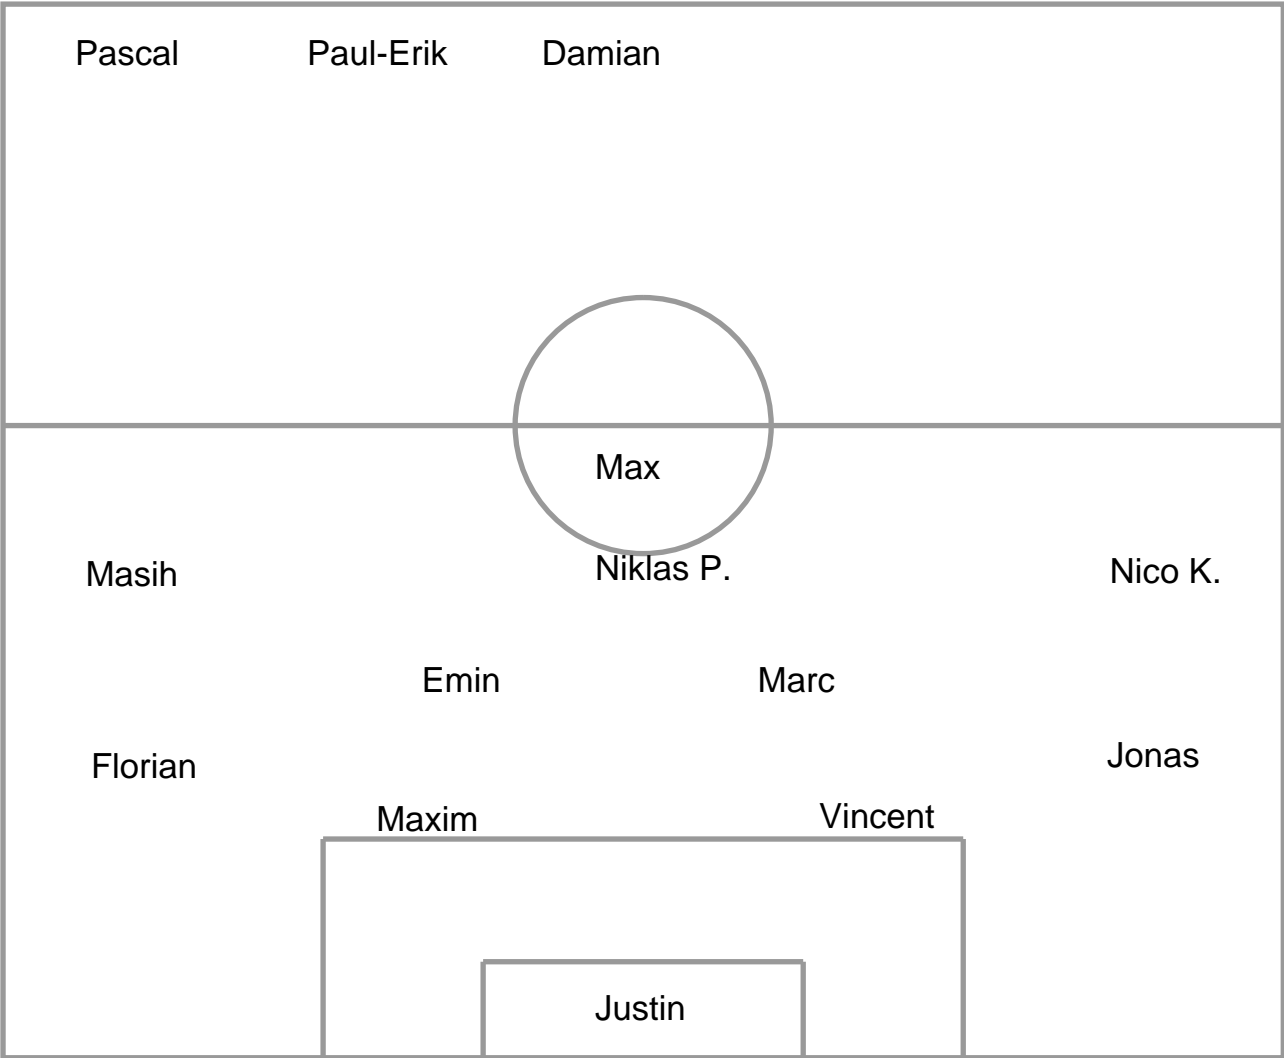 Pascal Paul-Erik Damian
Max
Masih Niklas P. Nico K.
Emin Marc
Florian Jonas
Maxim Vincent
Justin